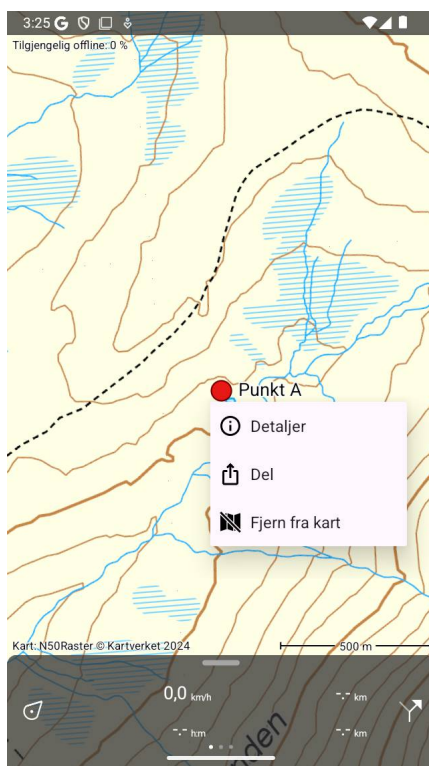 3:25 G
Tilgjengelig offline: 0 %
Punkt A
Detaljer
Del
Fjern fra kart
Kart: N50Raster © Kartverket 2024
500 m
0,0 km/h
-.- km
-:- h:m
-.- km